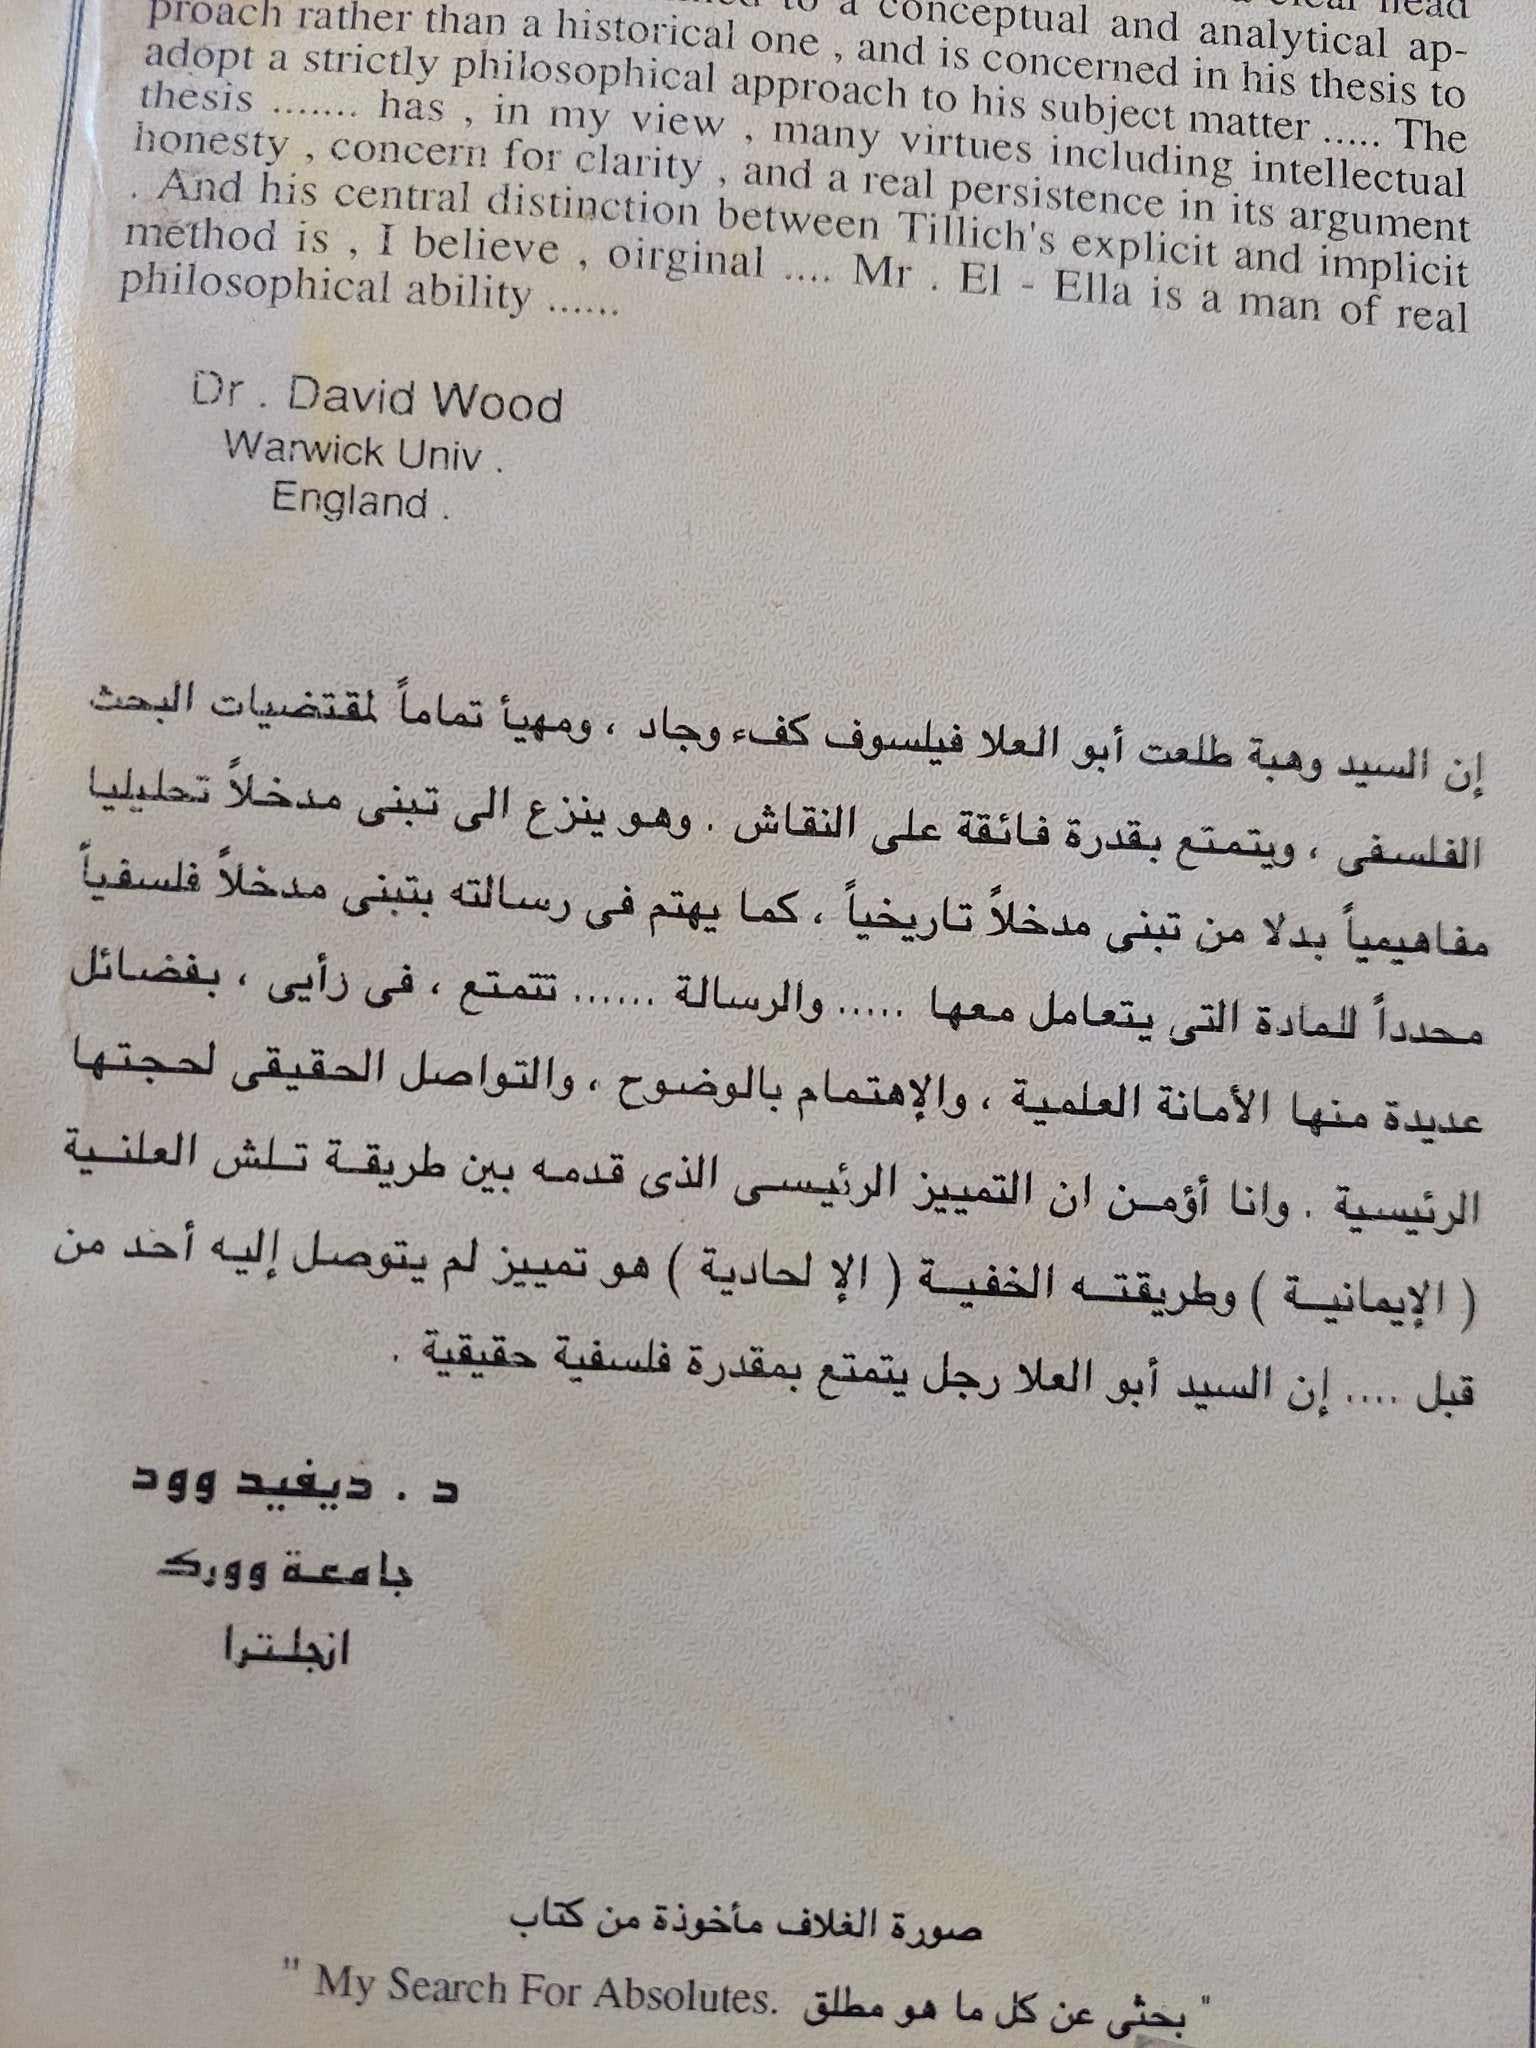 to a conceptual and analytical ap-
proach rather than a historical one , and is concerned in his thesis to
adopt a strictly philosophical approach to his subject matter ..... The
thesis ....... has , in my view , many virtues including intellectual
honesty , concern for clarity , and a real persistence in its argument
. And his central distinction between Tillich's explicit and implicit
method is , I believe , oirginal .... Mr . El - Ella is a man of real
philosophical ability ......
Dr . David Wood
Warwick Univ .
England .
إن السيد وهبة طلعت أبو العلا فيلسوف كفء وجاد ، ومهيأ تماماً لمقتضيات البحث
الفلسفى ، ويتمتع بقدرة فائقة على النقاش . وهو ينزع الى تبنى مدخلاً تحليليا
مفاهيمياً بدلا من تبنى مدخلاً تاريخياً ، كما يهتم فى رسالته بتبنى مدخلاً فلسفياً
محدداً للمادة التى يتعامل معها ..... والرسالة ...... تتمتع ، فى رأيى ، بفضائل
عديدة منها الأمانة العلمية ، والإهتمام بالوضوح ، والتواصل الحقيقى لحجتها
الرئيسية . وانا أؤمن ان التمييز الرئيسى الذى قدمه بين طريقة تلش العلنية
( الإيمانية ) وطريقته الخفية ( الإ لحادية ) هو تمييز لم يتوصل إليه أحد من
قبل .... إن السيد أبو العلا رجل يتمتع بمقدرة فلسفية حقيقية .
د . ديفيد وود
جامعة وورك
انجلترا
صورة الغلاف مأخوذة من كتاب
" بحثى عن كل ما هو مطلق My Search For Absolutes. "